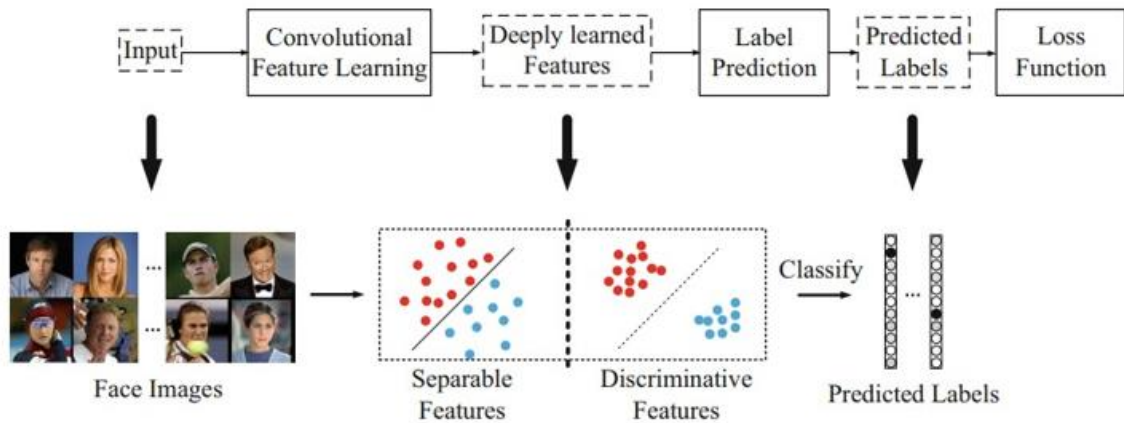 Input
Convolutional
Feature Learning
Deeply learned
Features
Label
Prediction
Predicted
Labels
Loss
Function
...
...
Classify
...
Face Images
Separable
Features
Discriminative
Features
Predicted Labels